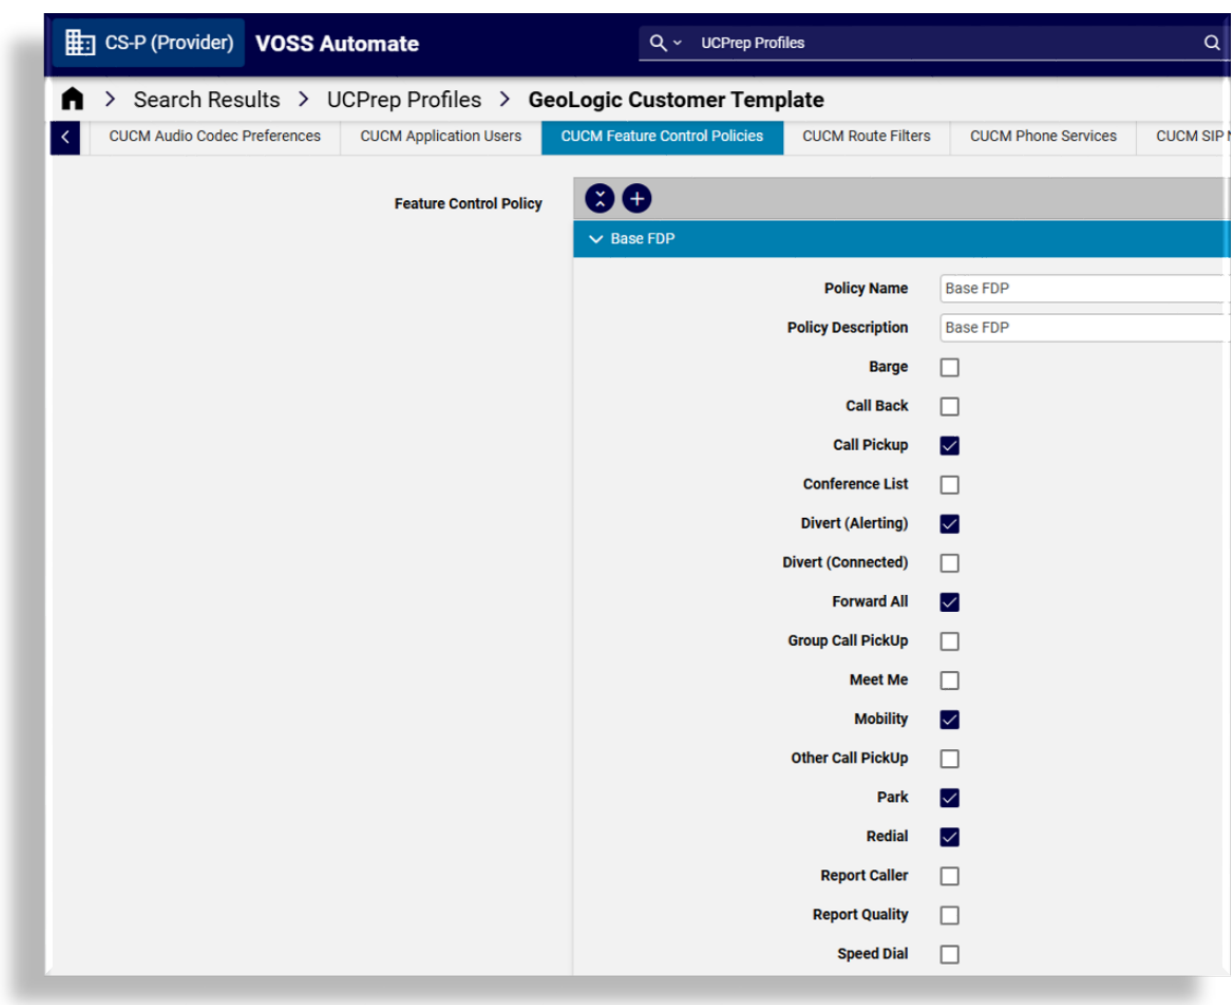 CS-P (Provider) VOSS Automate UCPrep Profiles
Search Results > UCPrep Profiles > GeoLogic Customer Template
CUCM Audio Codec Preferences CUCM Application Users CUCM Feature Control Policies CUCM Route Filters CUCM Phone Services CUCM SIP
Feature Control Policy
Base FDP
Policy Name Base FDP
Policy Description Base FDP
Barge
Call Back
Call Pickup
Conference List
Divert (Alerting)
Divert (Connected)
Forward All
Group Call PickUp
Meet Me
Mobility
Other Call PickUp
Park
Redial
Report Caller
Report Quality
Speed Dial